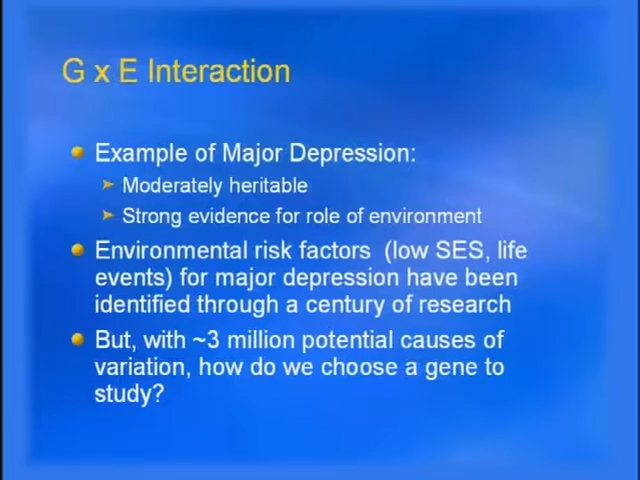 G x E Interaction
Example of Major Depression:
Moderately heritable
Strong evidence for role of environment
Environmental risk factors (low SES, life
events) for major depression have been
identified through a century of research
But, with ~3 million potential causes of
variation, how do we choose a gene to
study?